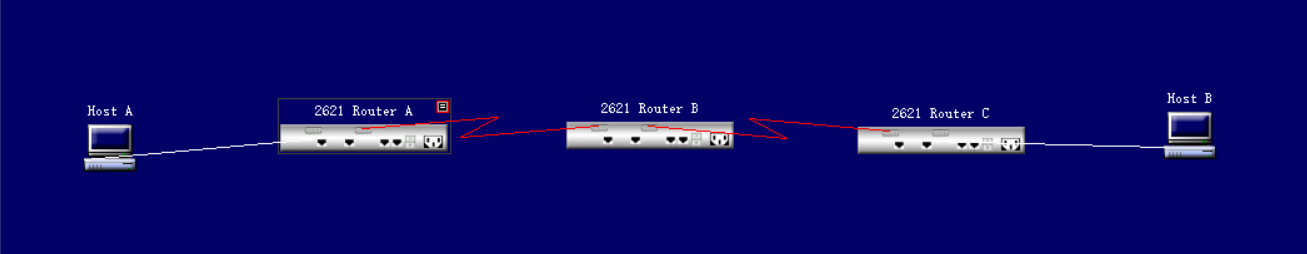 Host A
2621 Router A
2621 Router B
2621 Router C
Host B